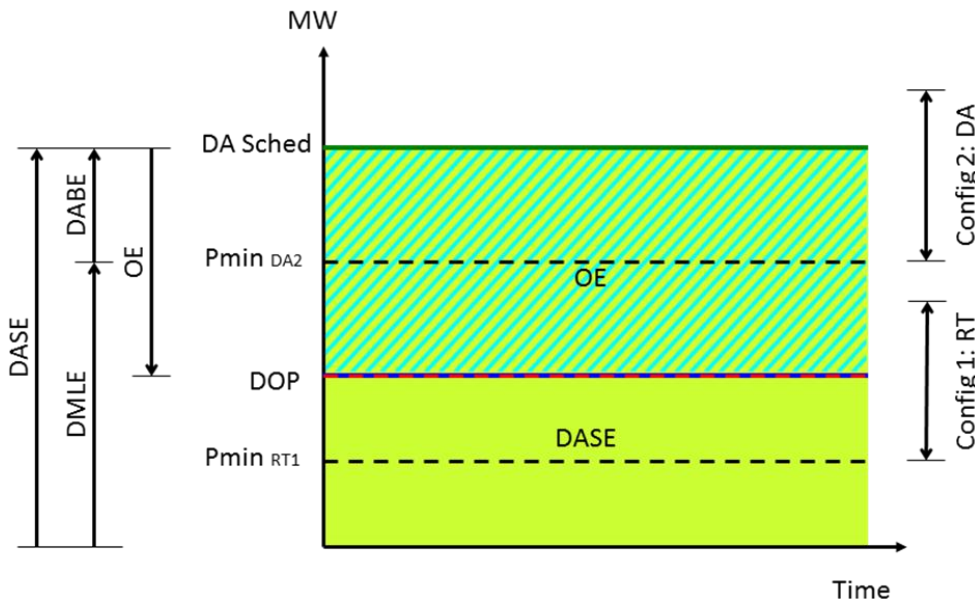 MW
DA Sched
Pmin DA2
DOP
Pmin RT1
DASE
DABE
DMLE
OE
OE
DASE
Config 2: DA
Config 1: RT
Time